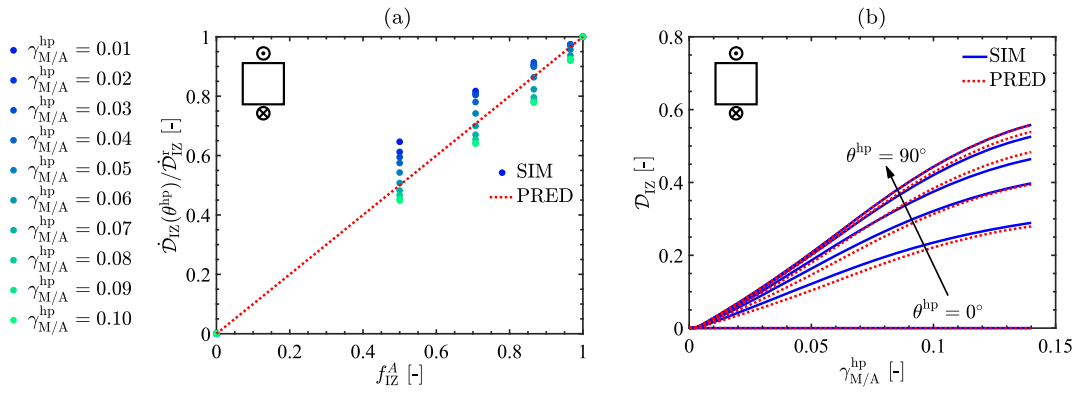 (a)
γ^hp_M/A = 0.01
γ^hp_M/A = 0.02
γ^hp_M/A = 0.03
γ^hp_M/A = 0.04
γ^hp_M/A = 0.05
γ^hp_M/A = 0.06
γ^hp_M/A = 0.07
γ^hp_M/A = 0.08
γ^hp_M/A = 0.09
γ^hp_M/A = 0.10
𝒟̇_IZ(θ^hp)/𝒟̇^r_IZ [-]
1
0.8
0.6
0.4
0.2
0
SIM
PRED
0 0.2 0.4 0.6 0.8 1
f^A_IZ [-]
(b)
𝒟_IZ [-]
0.8
0.6
0.4
0.2
0
SIM
PRED
θ^hp = 90°
θ^hp = 0°
0 0.05 0.1 0.15
γ^hp_M/A [-]